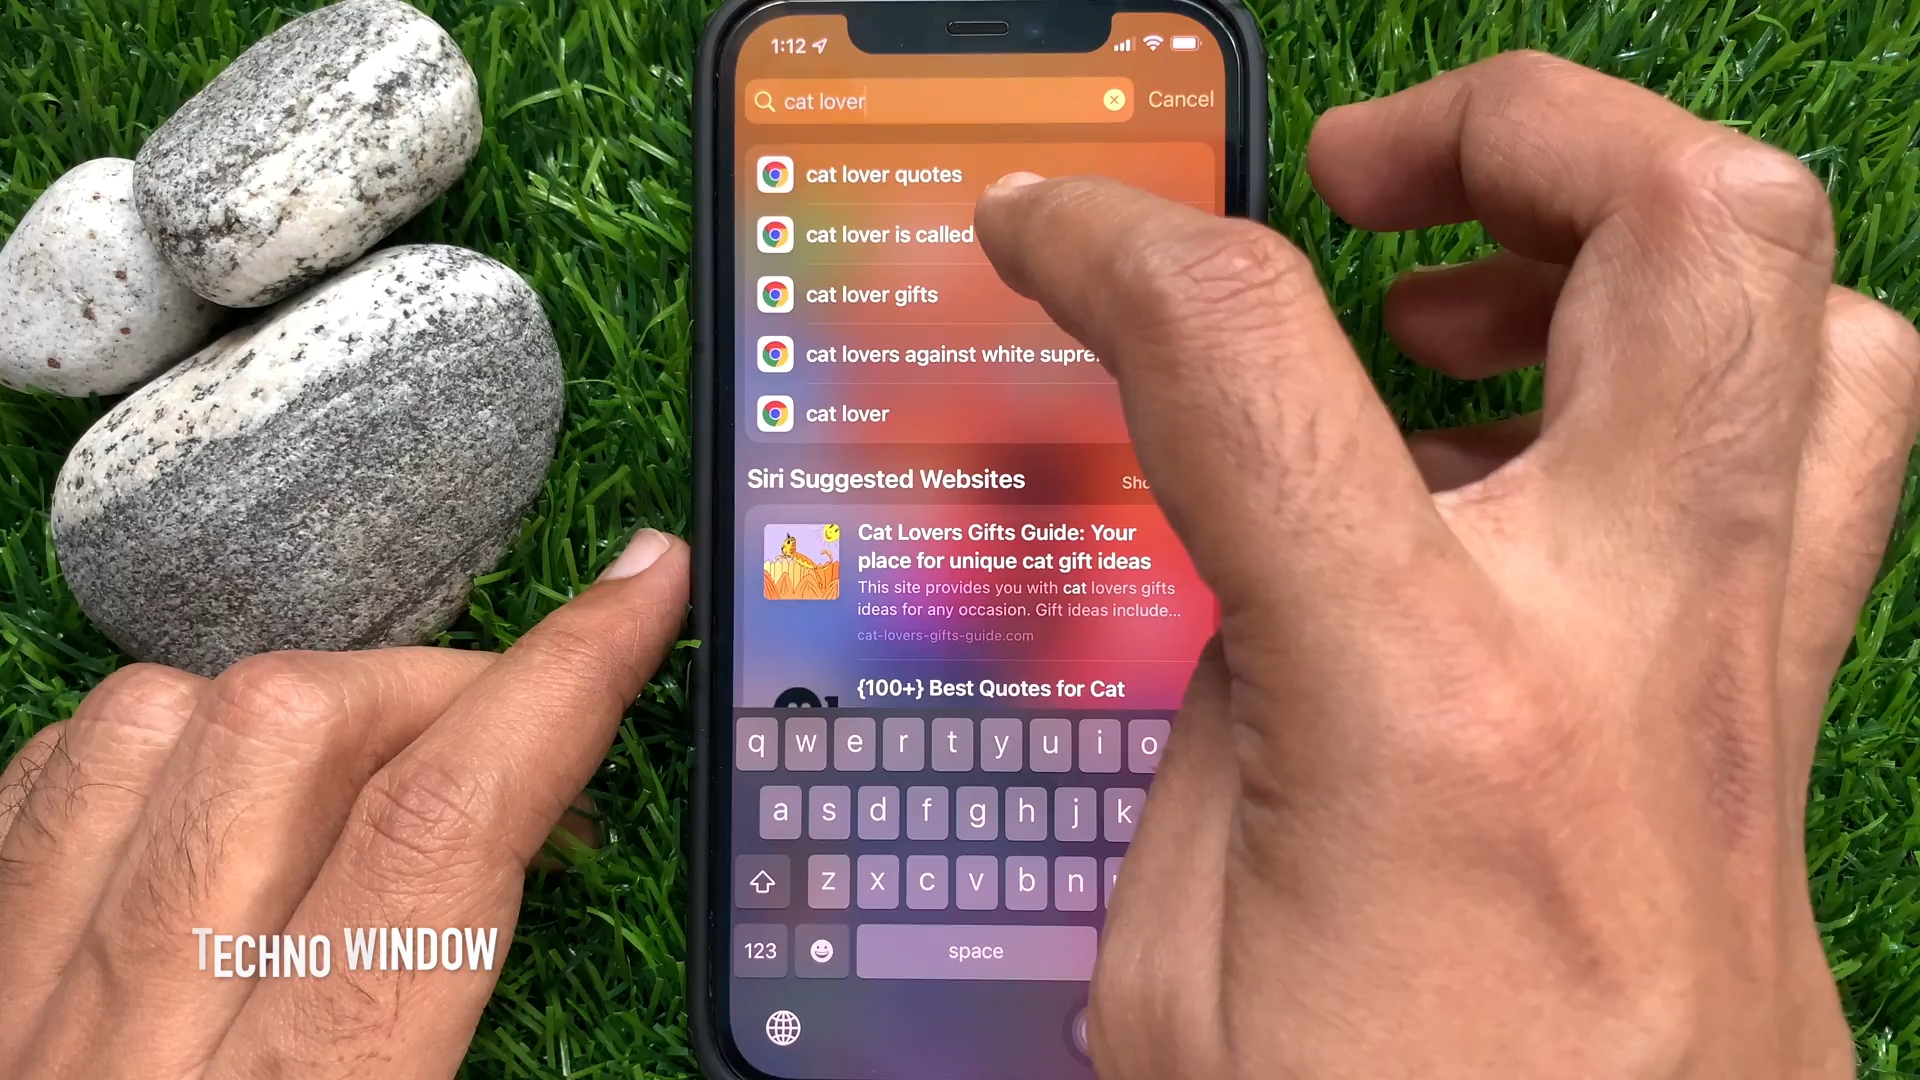 1:12
cat lover
Cancel
cat lover quotes
cat lover is called
cat lover gifts
cat lovers against white
cat lover
Siri Suggested Websites
Cat Lovers Gifts Guide: Your
place for unique cat gift ideas
This site provides you with cat lovers gifts
ideas for any occasion. Gift ideas include...
cat-lovers-gifts-guide.com
{100+} Best Quotes for Cat
q w e r t y u i o
a s d f g h j k
z x c v b n
123
space
TECHNO WINDOW